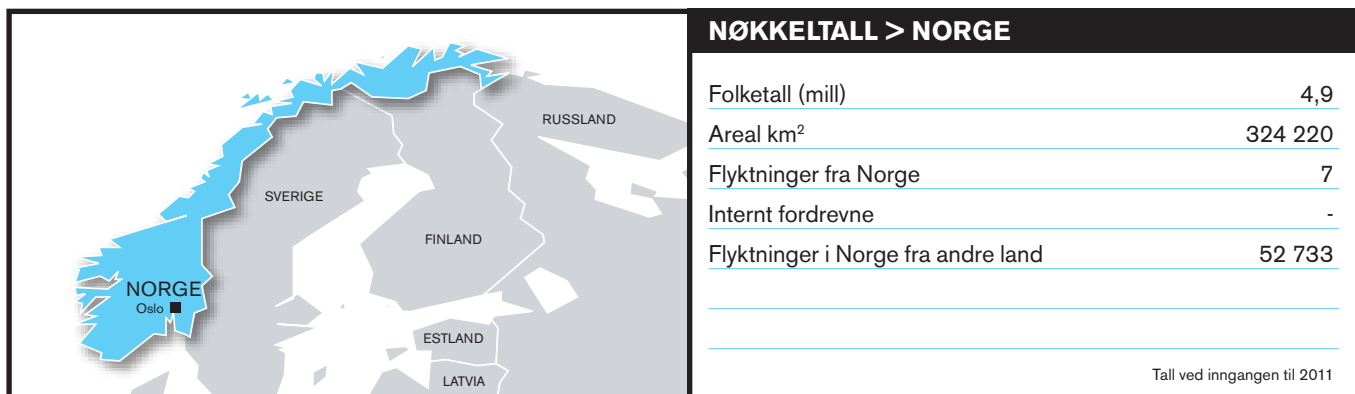 RUSSLAND
SVERIGE
FINLAND
NORGE
Oslo
ESTLAND
LATVIA
NØKKELTALL > NORGE
Folketall (mill) 4,9
Areal km² 324 220
Flyktninger fra Norge 7
Internt fordrevne -
Flyktninger i Norge fra andre land 52 733
Tall ved inngangen til 2011